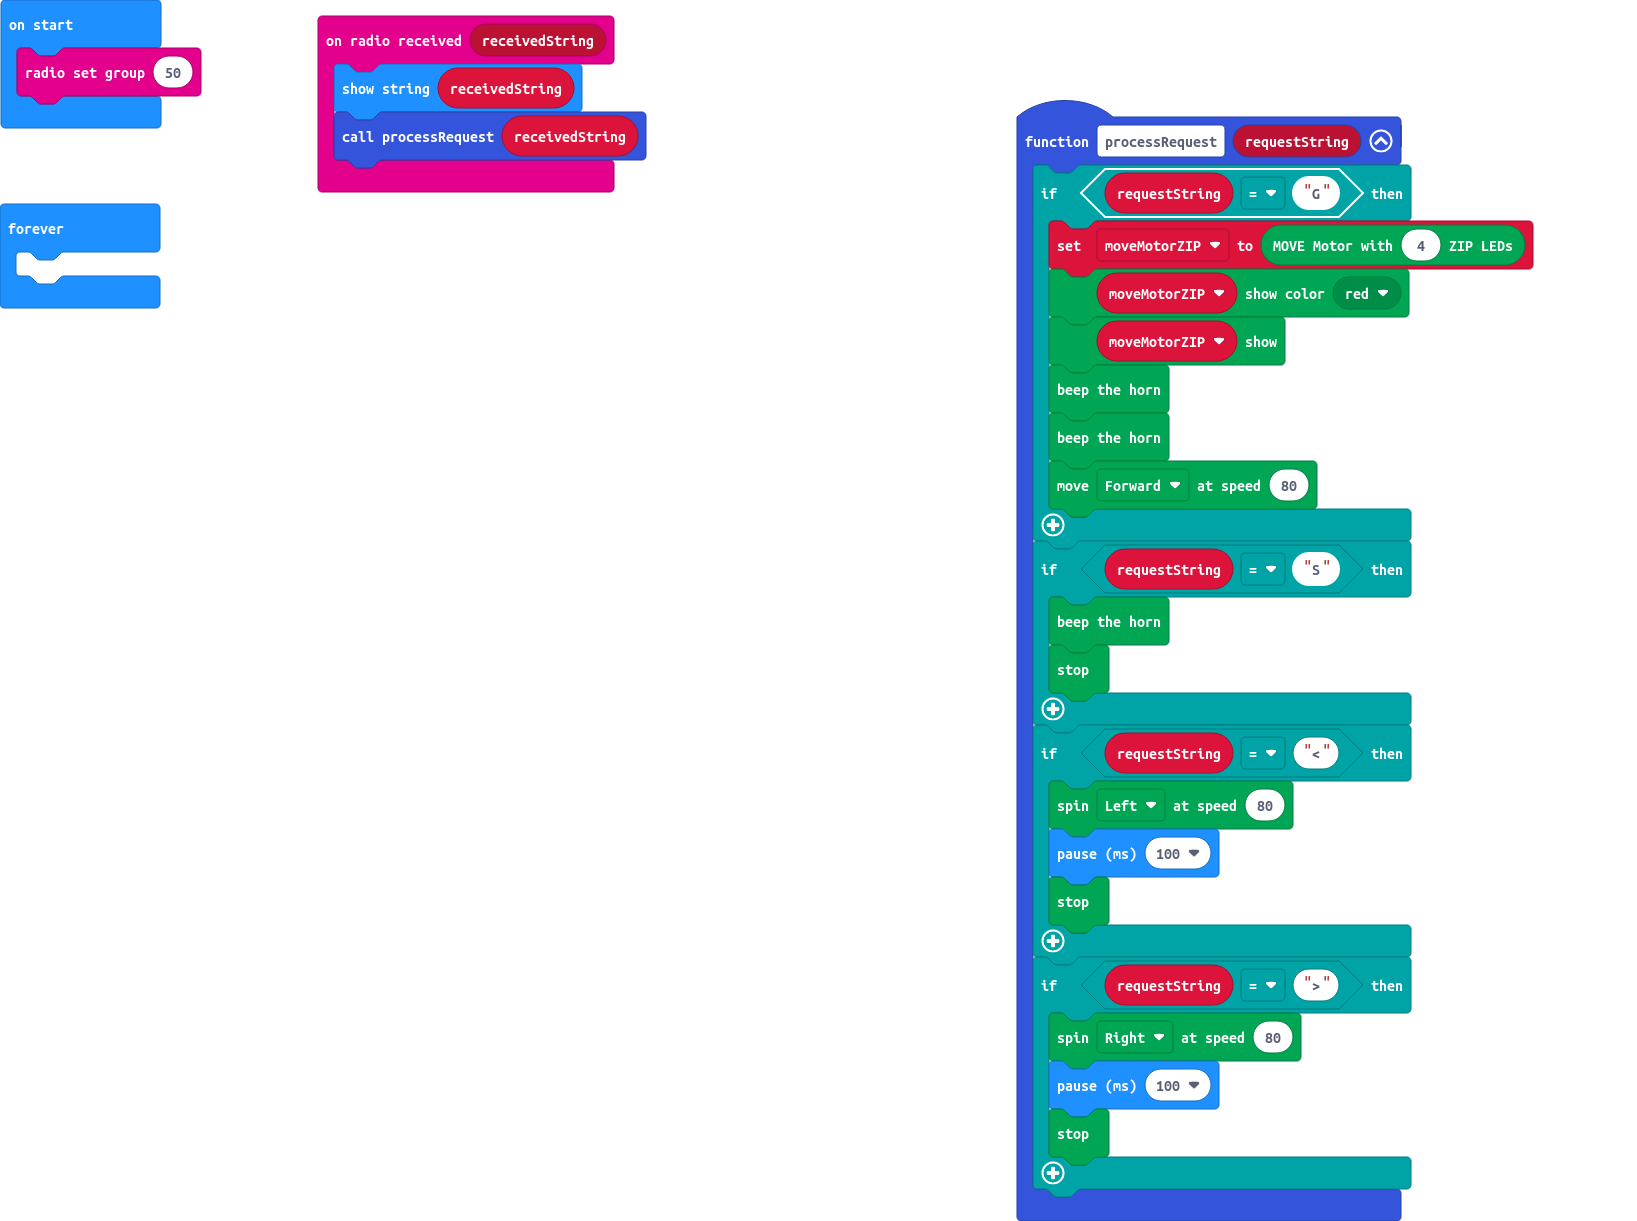 on start
radio set group 50
forever
on radio received receivedString
show string receivedString
call processRequest receivedString
function processRequest requestString
if requestString = "G" then
set moveMotorZIP to MOVE Motor with 4 ZIP LEDs
moveMotorZIP show color red
moveMotorZIP show
beep the horn
beep the horn
move Forward at speed 80
if requestString = "S" then
beep the horn
stop
if requestString = "<" then
spin Left at speed 80
pause (ms) 100
stop
if requestString = ">" then
spin Right at speed 80
pause (ms) 100
stop